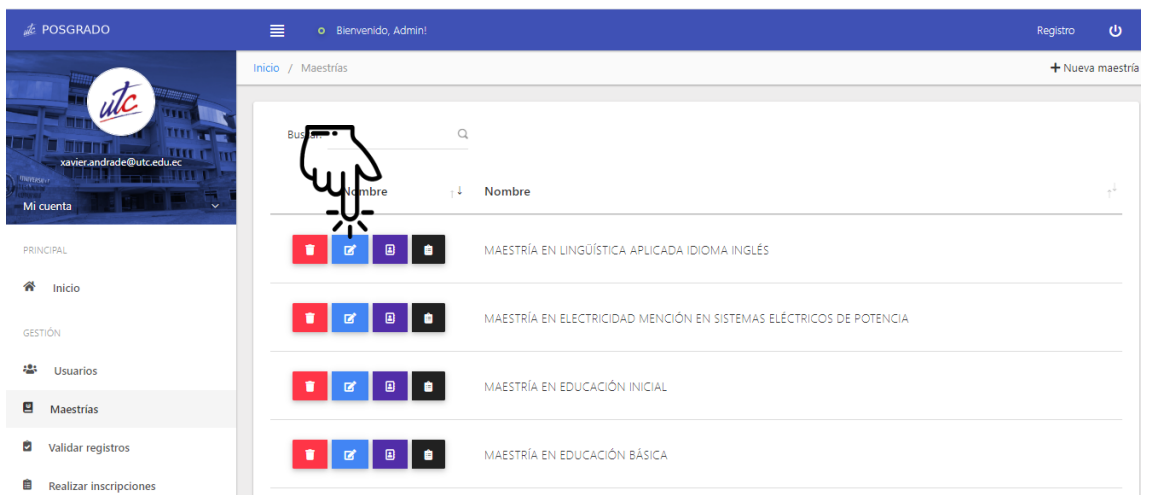 POSGRADO
Bienvenido, Admin!
Registro
utc
xavier.andrade@utc.edu.ec
Mi cuenta
PRINCIPAL
Inicio
GESTIÓN
Usuarios
Maestrías
Validar registros
Realizar inscripciones
Inicio / Maestrías
+ Nueva maestría
Nombre
Nombre
MAESTRÍA EN LINGÜÍSTICA APLICADA IDIOMA INGLÉS
MAESTRÍA EN ELECTRICIDAD MENCIÓN EN SISTEMAS ELÉCTRICOS DE POTENCIA
MAESTRÍA EN EDUCACIÓN INICIAL
MAESTRÍA EN EDUCACIÓN BÁSICA